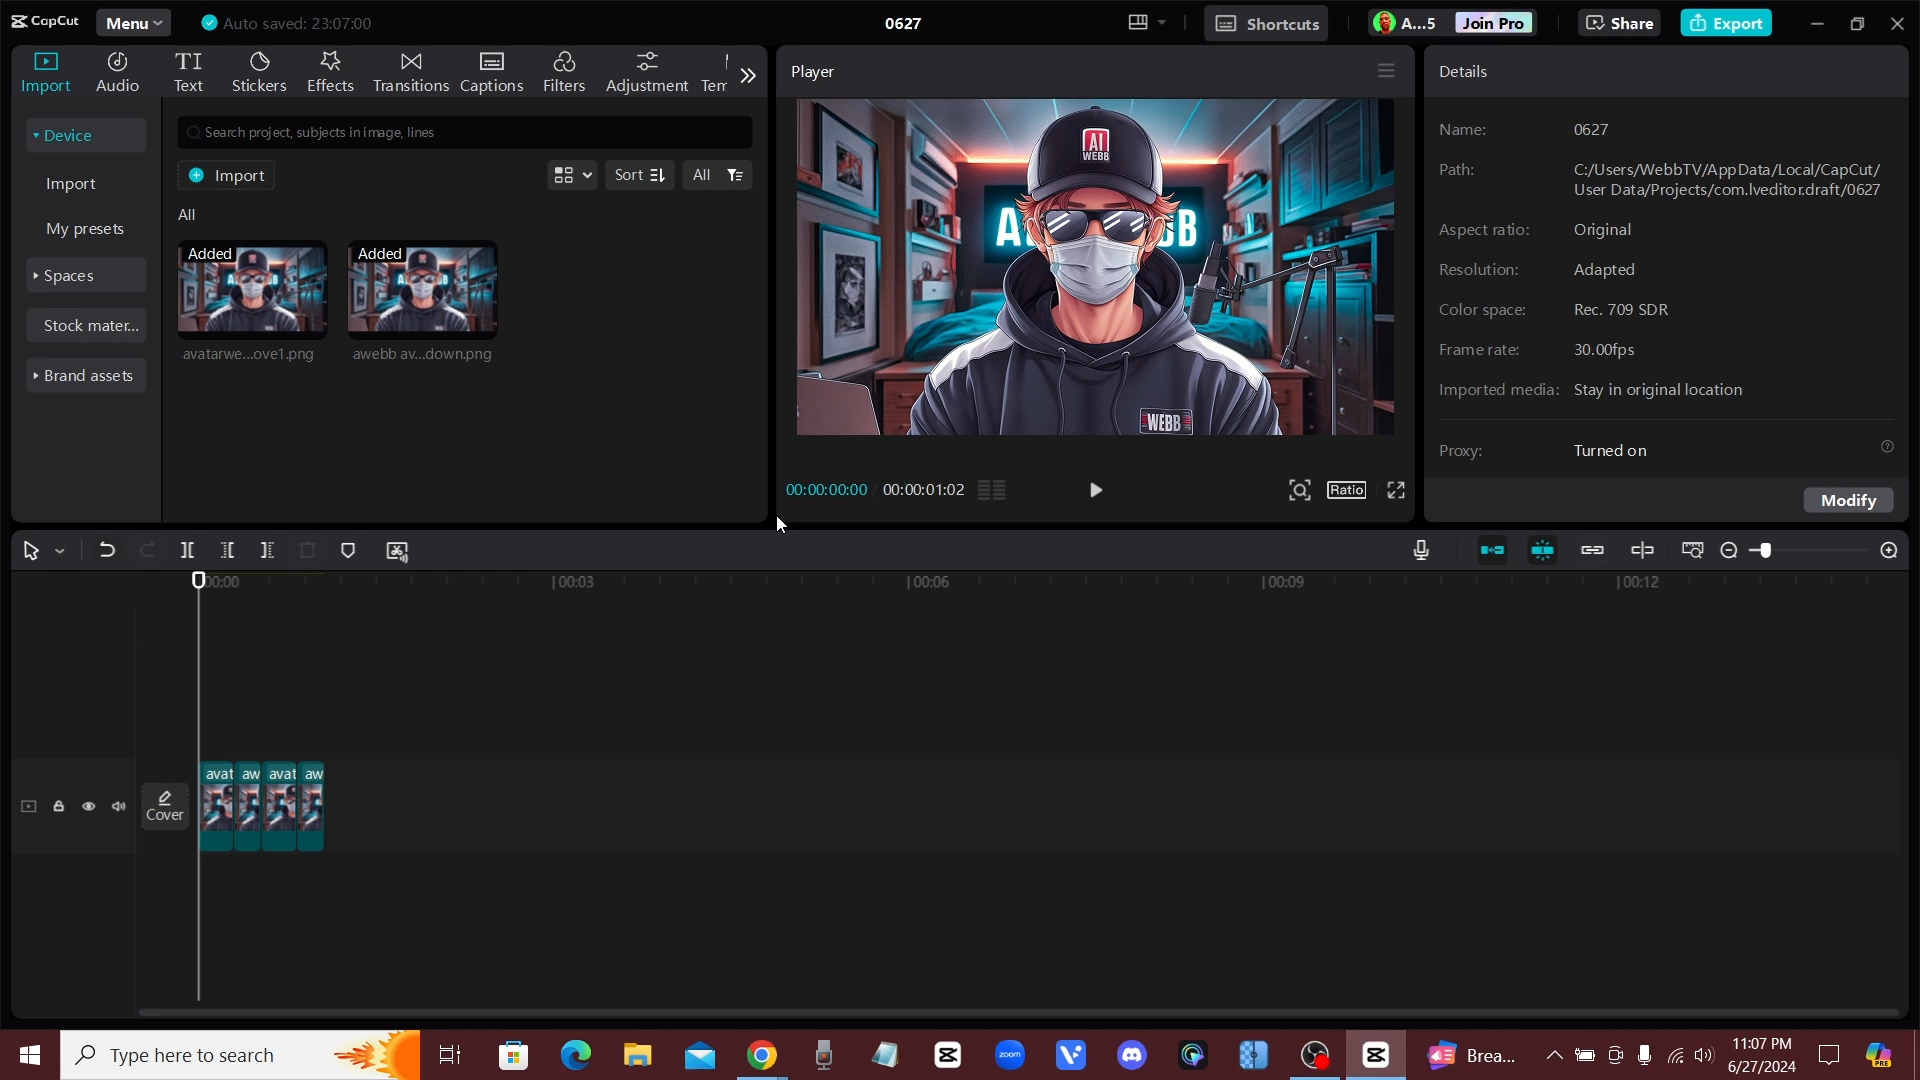 CapCut
Menu
Auto saved: 23:07:00
0627
Shortcuts
A...5
Join Pro
Share
Export
Import
Audio
Text
Stickers
Effects
Transitions
Captions
Filters
Adjustment
Tem
Device
Import
My presets
Spaces
Stock mater...
Brand assets
Search project, subjects in image, lines
Import
Sort
All
All
Added
Added
avatarwe...ove1.png
awebb av...down.png
Player
AI
WEBB
WEBB
00:00:00:00
00:00:01:02
Ratio
Details
Name: 0627
Path: C:/Users/WebbTV/AppData/Local/CapCut/
User Data/Projects/com.lveditor.draft/0627
Aspect ratio: Original
Resolution: Adapted
Color space: Rec. 709 SDR
Frame rate: 30.00fps
Imported media: Stay in original location
Proxy: Turned on
Modify
00:00
00:03
00:06
00:09
00:12
avat
aw
avat
aw
Cover
Type here to search
zoom
Brea...
11:07 PM
6/27/2024
PRE